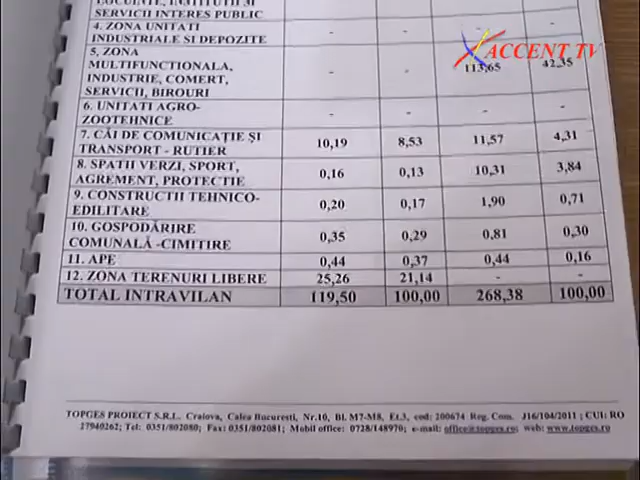 LOCUINTE, INSTITUTII SI
SERVICII INTERES PUBLIC
4. ZONA UNITATI
INDUSTRIALE SI DEPOZITE - - - -
ACCENT TV
5. ZONA
MULTIFUNCTIONALA,
INDUSTRIE, COMERT,
SERVICII, BIROURI - - 113,65 42,35
6. UNITATI AGRO-
ZOOTEHNICE - - - -
7. CĂI DE COMUNICAŢIE ŞI
TRANSPORT - RUTIER 10,19 8,53 11,57 4,31
8. SPATII VERZI, SPORT,
AGREMENT, PROTECTIE 0,16 0,13 10,31 3,84
9. CONSTRUCTII TEHNICO-
EDILITARE 0,20 0,17 1,90 0,71
10. GOSPODĂRIRE
COMUNALĂ -CIMITIRE 0,35 0,29 0,81 0,30
11. APE 0,44 0,37 0,44 0,16
12. ZONA TERENURI LIBERE 25,26 21,14 - -
TOTAL INTRAVILAN 119,50 100,00 268,38 100,00
TOPGES PROIECT S.R.L. Craiova, Calea Bucuresti, Nr.10, Bl. M7-M8, Et.3, cod: 200674 Reg. Com. J16/104/2011 ; CUI: RO
27940262; Tel: 0351/802080; Fax: 0351/802081; Mobil office: 0728/148970; e-mail: office@topges.ro; web: www.topges.ro